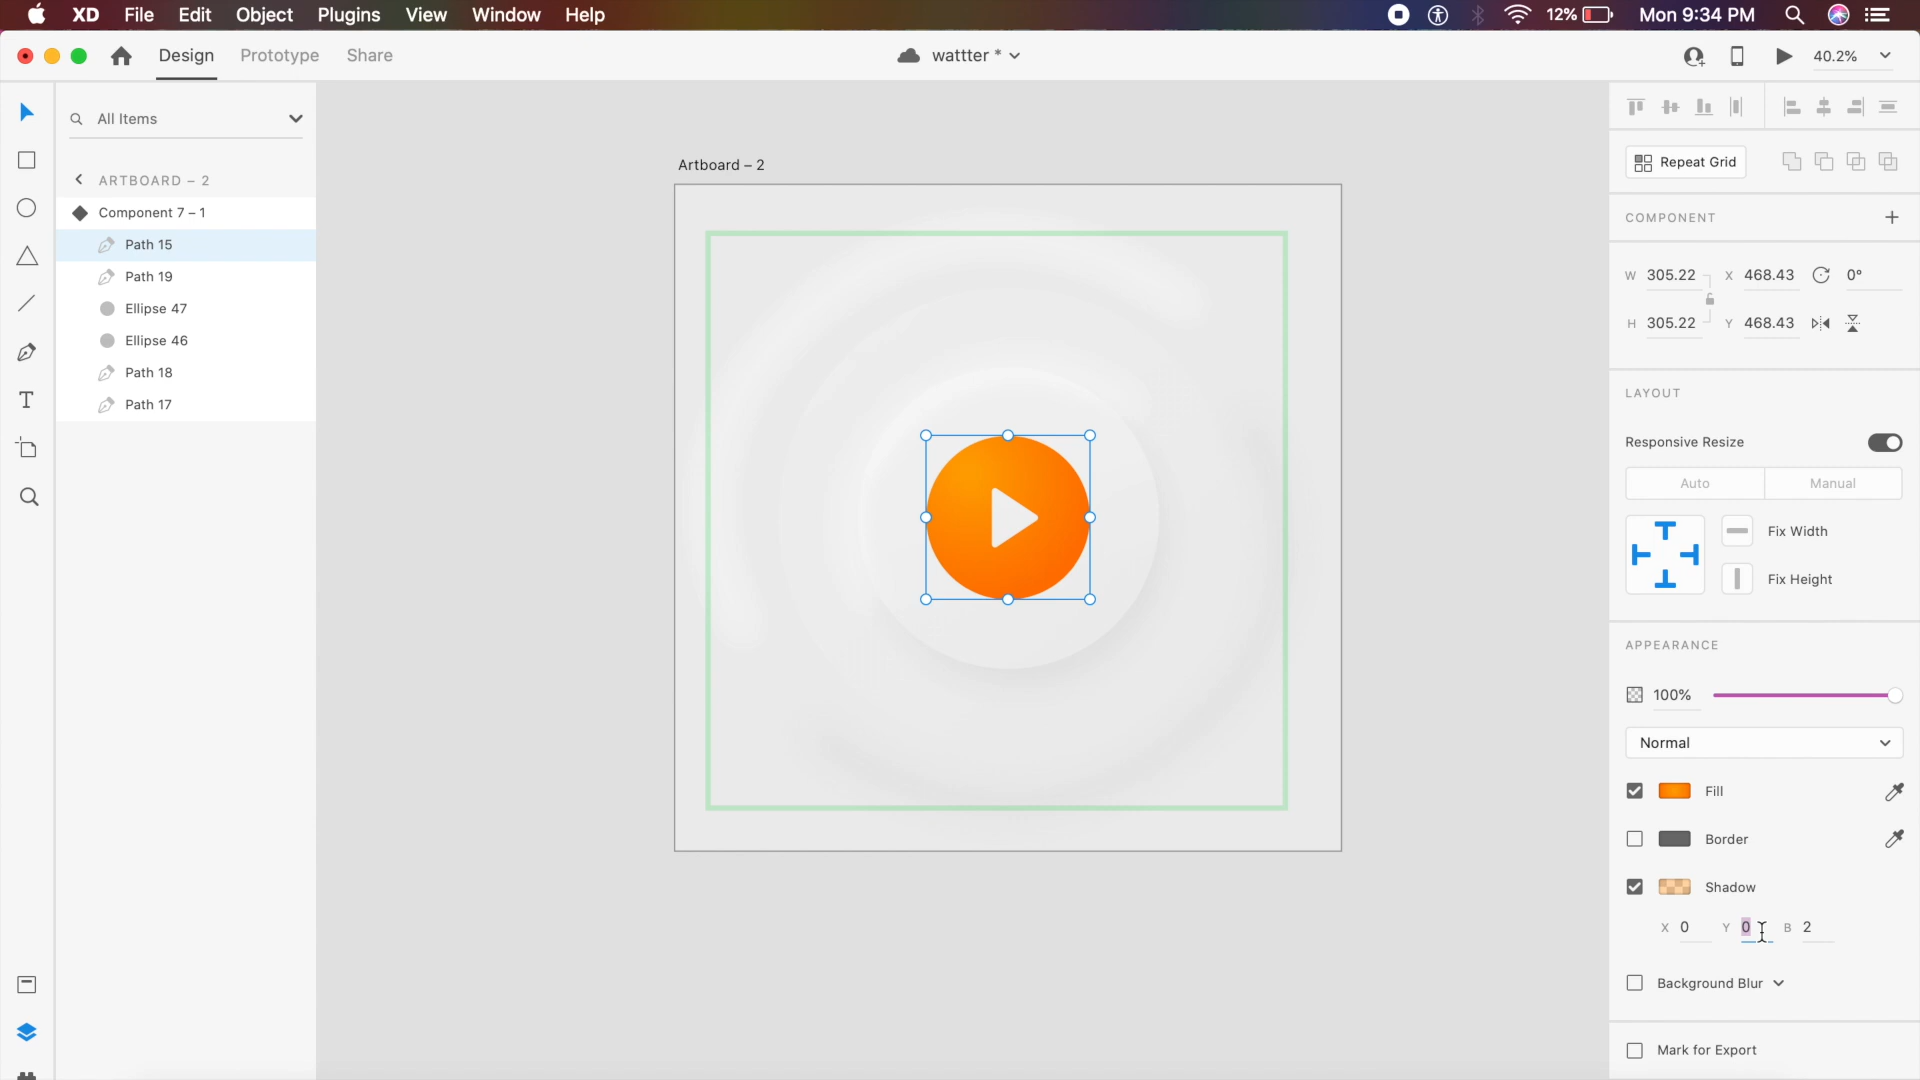 XD File Edit Object Plugins View Window Help 12% Mon 9:34 PM
Design Prototype Share wattter * 40.2%
All Items
ARTBOARD – 2
Component 7 – 1
Path 15
Path 19
Ellipse 47
Ellipse 46
Path 18
Path 17
Artboard – 2
Repeat Grid
COMPONENT
W 305.22 X 468.43 0°
H 305.22 Y 468.43
LAYOUT
Responsive Resize
Auto Manual
Fix Width
Fix Height
APPEARANCE
100%
Normal
Fill
Border
Shadow
X 0 Y 0 B 2
Background Blur
Mark for Export